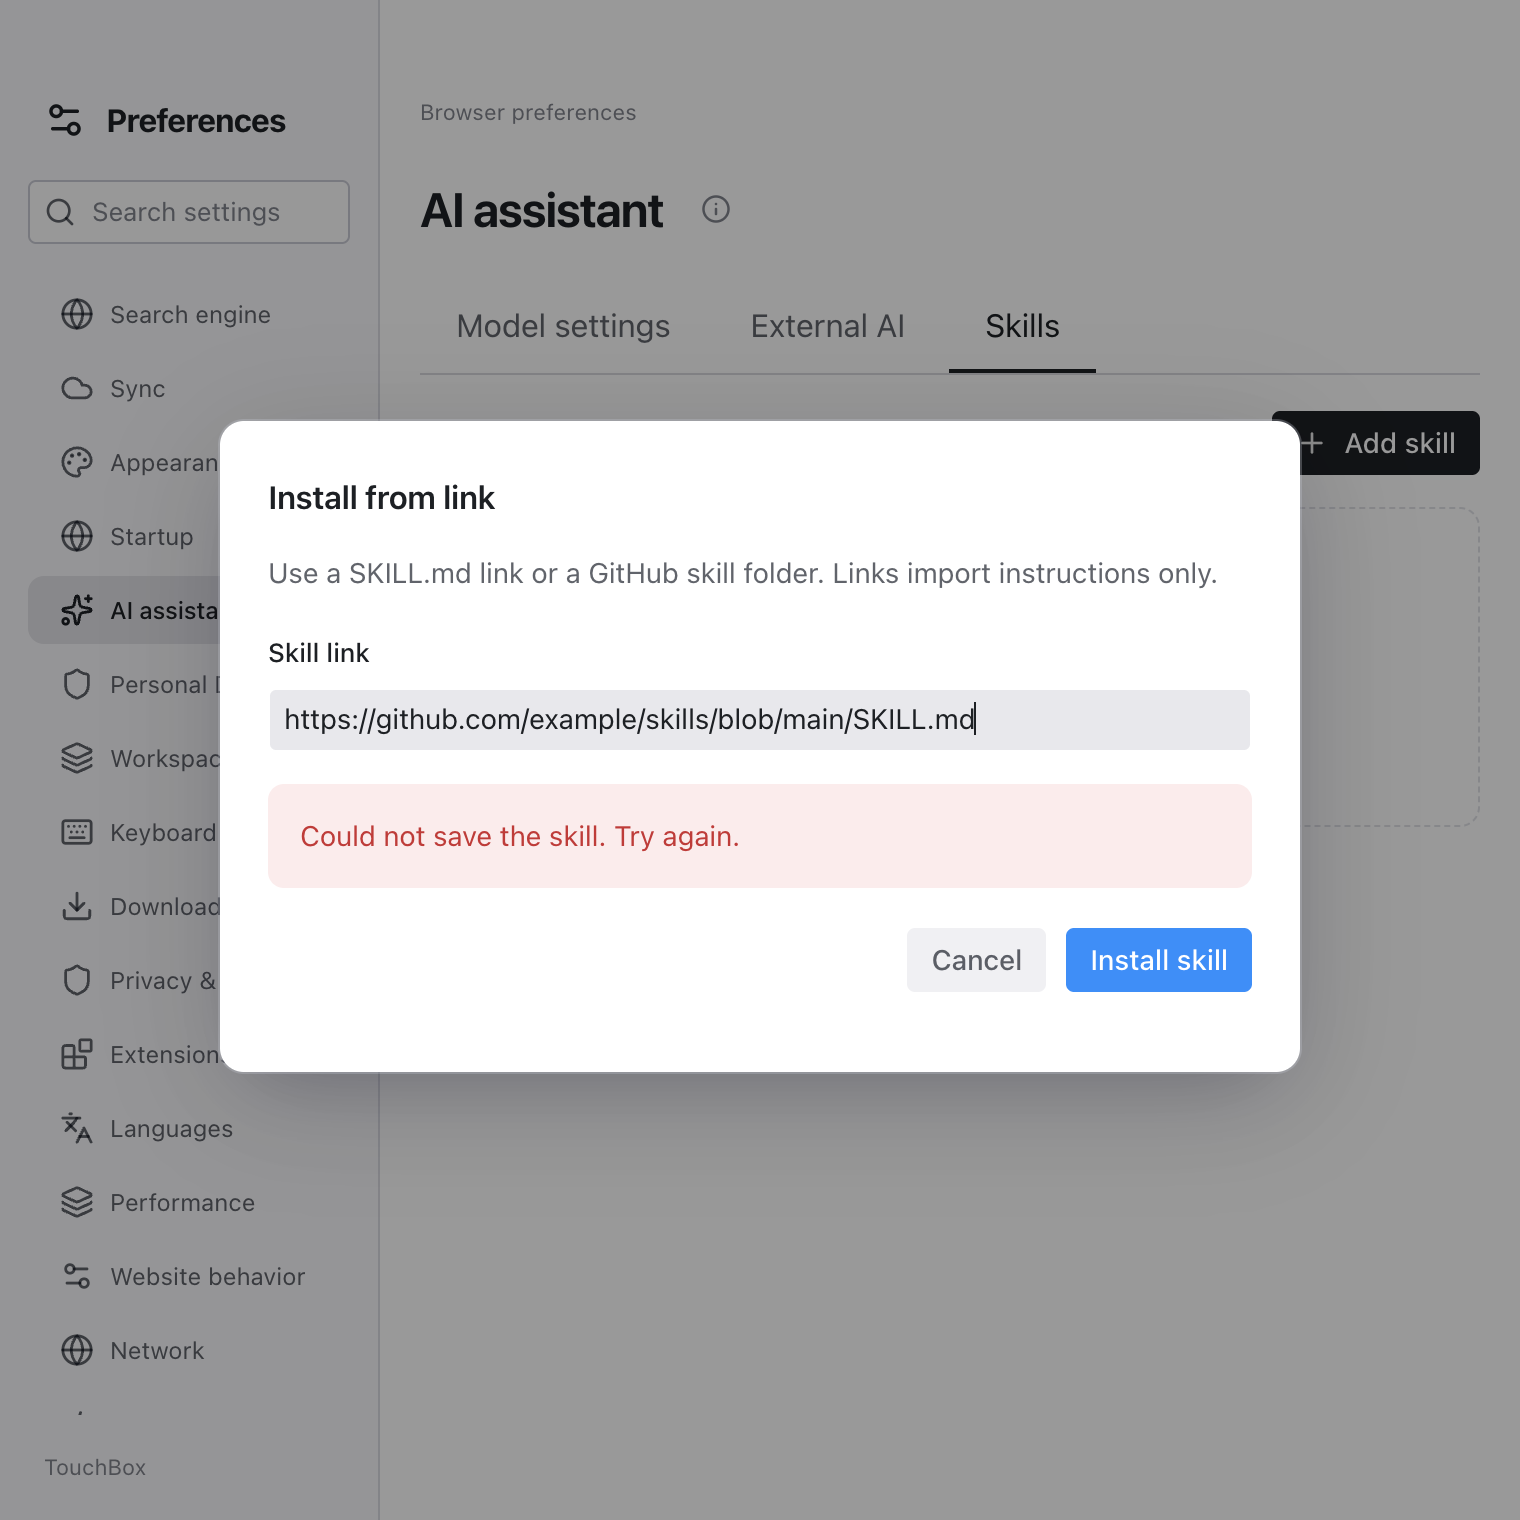 Preferences
Search settings
Search engine
Sync
Appearan
Startup
AI assista
Personal
Workspac
Keyboard
Download
Privacy &
Extension
Languages
Performance
Website behavior
Network
TouchBox
Browser preferences
AI assistant
Model settings
External AI
Skills
Add skill
Install from link
Use a SKILL.md link or a GitHub skill folder. Links import instructions only.
Skill link
https://github.com/example/skills/blob/main/SKILL.md
Could not save the skill. Try again.
Cancel
Install skill